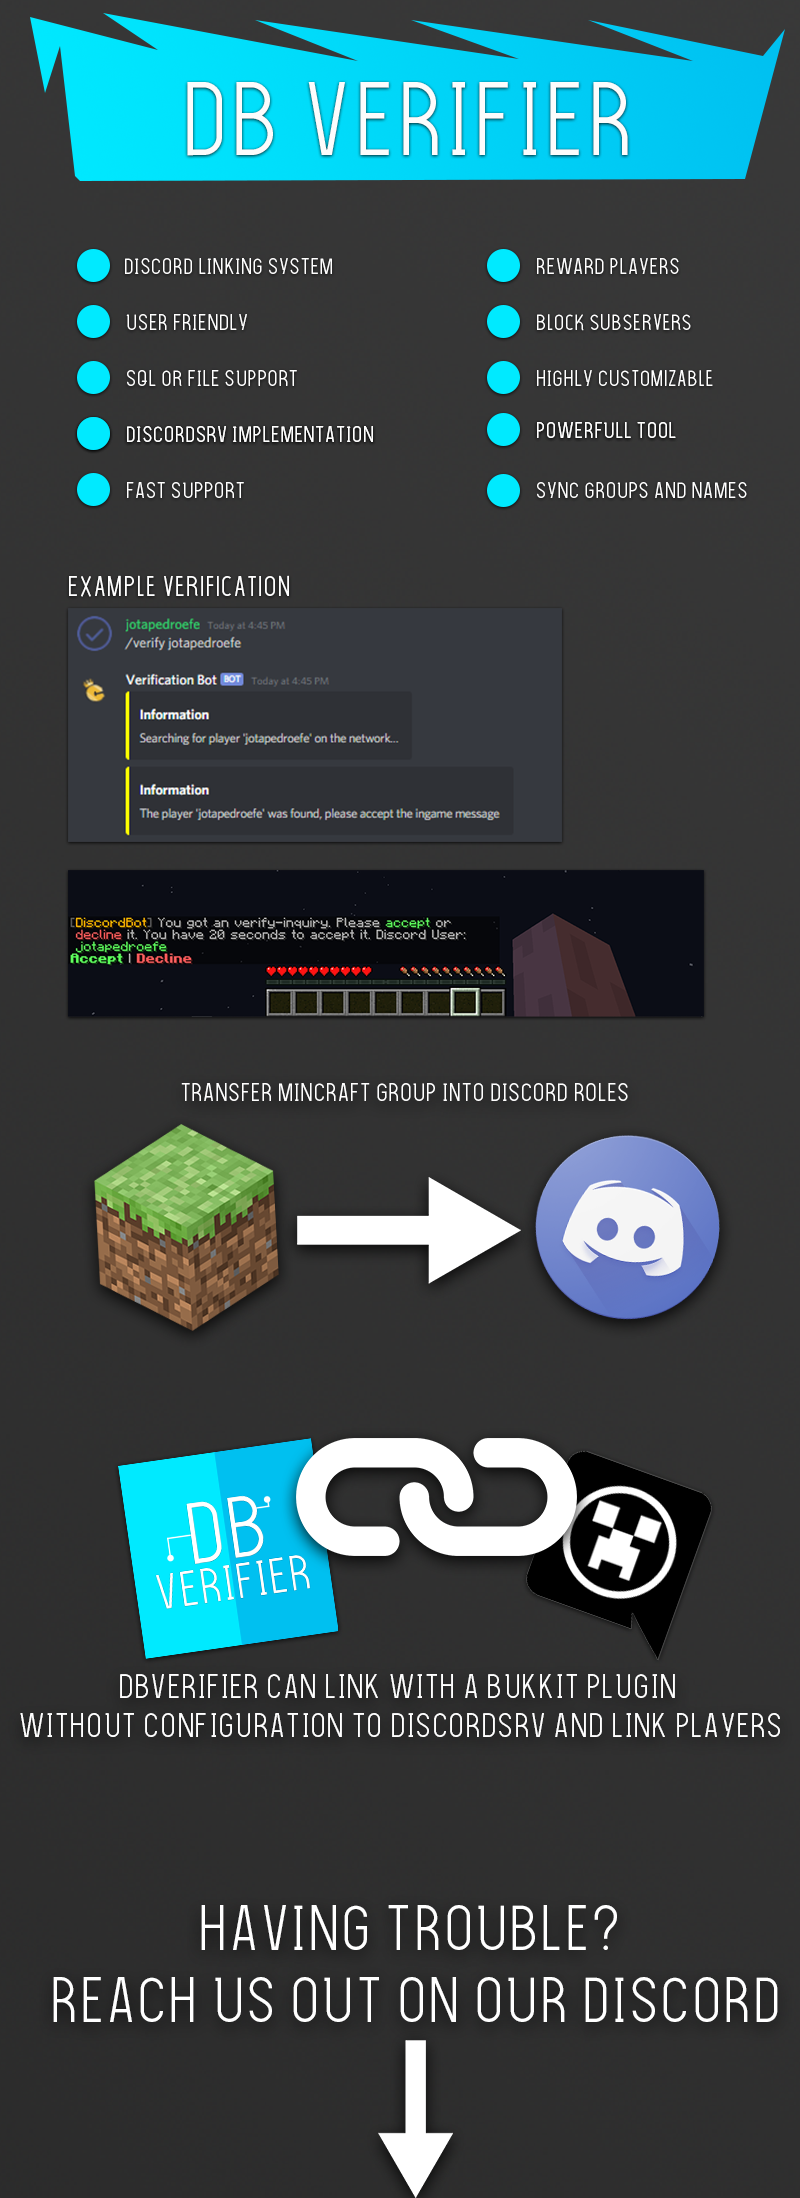 DB VERIFIER
DISCORD LINKING SYSTEM
USER FRIENDLY
SQL OR FILE SUPPORT
DISCORDSRV IMPLEMENTATION
FAST SUPPORT
REWARD PLAYERS
BLOCK SUBSERVERS
HIGHLY CUSTOMIZABLE
POWERFULL TOOL
SYNC GROUPS AND NAMES
EXAMPLE VERIFICATION
jotapedroefe Today at 4:45 PM
/verify jotapedroefe
Verification Bot BOT Today at 4:45 PM
Information
Searching for player 'jotapedroefe' on the network...
Information
The player 'jotapedroefe' was found, please accept the ingame message
[DiscordBot] You got an verify-inquiry. Please accept or
decline it. You have 20 seconds to accept it. Discord User:
jotapedroefe
Accept | Decline
TRANSFER MINCRAFT GROUP INTO DISCORD ROLES
DB
VERIFIER
DBVERIFIER CAN LINK WITH A BUKKIT PLUGIN
WITHOUT CONFIGURATION TO DISCORDSRV AND LINK PLAYERS
HAVING TROUBLE?
REACH US OUT ON OUR DISCORD